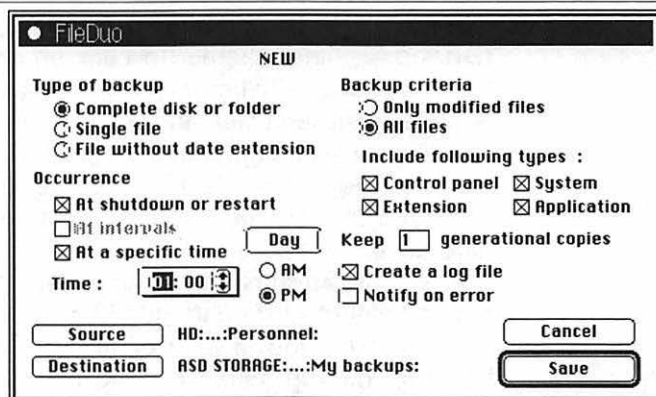 FileDuo
NEW
Type of backup
Complete disk or folder
Single file
File without date extension
Occurrence
At shutdown or restart
At intervals
At a specific time
Day
Time :
01: 00
AM
PM
Backup criteria
Only modified files
All files
Include following types :
Control panel
System
Extension
Application
Keep 1 generational copies
Create a log file
Notify on error
Source
HD:...:Personnel:
Cancel
Destination
ASD STORAGE:...:My backups:
Save